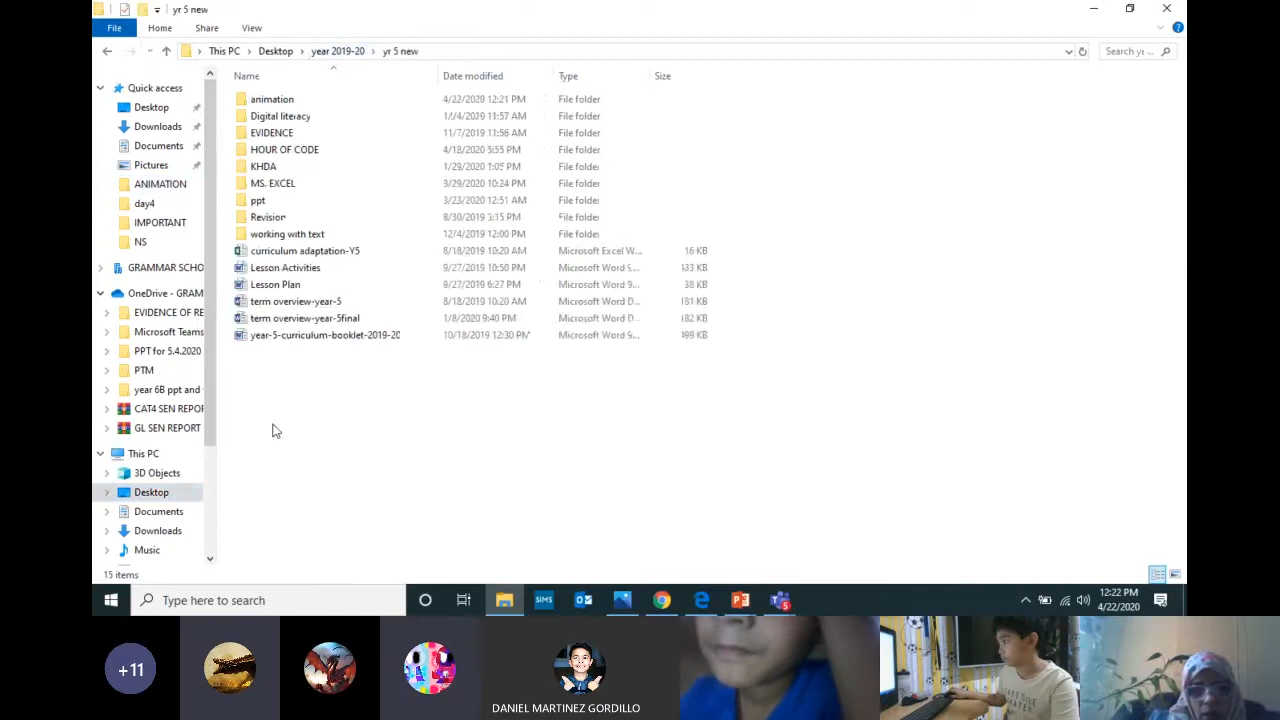 yr 5 new
File Home Share View
This PC Desktop year 2019-20 yr 5 new Search ye...
Name Date modified Type Size
Quick access
Desktop
Downloads
Documents
Pictures
ANIMATION
day4
IMPORTANT
NS
GRAMMAR SCHO
OneDrive - GRAM
EVIDENCE OF RE
Microsoft Teams
PPT for 5.4.2020
PTM
year 6B ppt and
CAT4 SEN REPOR
GL SEN REPORT
This PC
3D Objects
Desktop
Documents
Downloads
Music
animation 4/22/2020 12:21 PM File folder
Digital literacy 12/4/2029 11:57 AM File folder
EVIDENCE 11/7/2019 11:56 AM File folder
HOUR OF CODE 4/18/2020 5:55 PM File folder
KHDA 1/29/2020 1:05 PM File folder
MS. EXCEL 10:24 PM File folder
ppt 3/23/2020 12:51 AM File folder
Revision 8/30/2019 3:15 PM File folder
working with text 12/4/2019 12:00 PM File folder
curriculum adaptation-Y5 8/18/2019 10:20 AM Microsoft Excel W... 16 KB
Lesson Activities 9/27/2019 10:50 PM Microsoft Word 9... KB
Lesson Plan 9/27/2019 6:27 PM Microsoft Word 9... 38 KB
term overview-year-5 8/18/2019 10:20 AM Microsoft Word D... KB
term overview-year-5final 1/8/2020 9:40 PM Microsoft Word D... KB
year-5-curriculum-booklet-2019-20 10/18/2019 12:30 PM Microsoft Word 9... KB
15 items
Type here to search SIMS 12:22 PM
4/22/2020
+11
DANIEL MARTINEZ GORDILLO